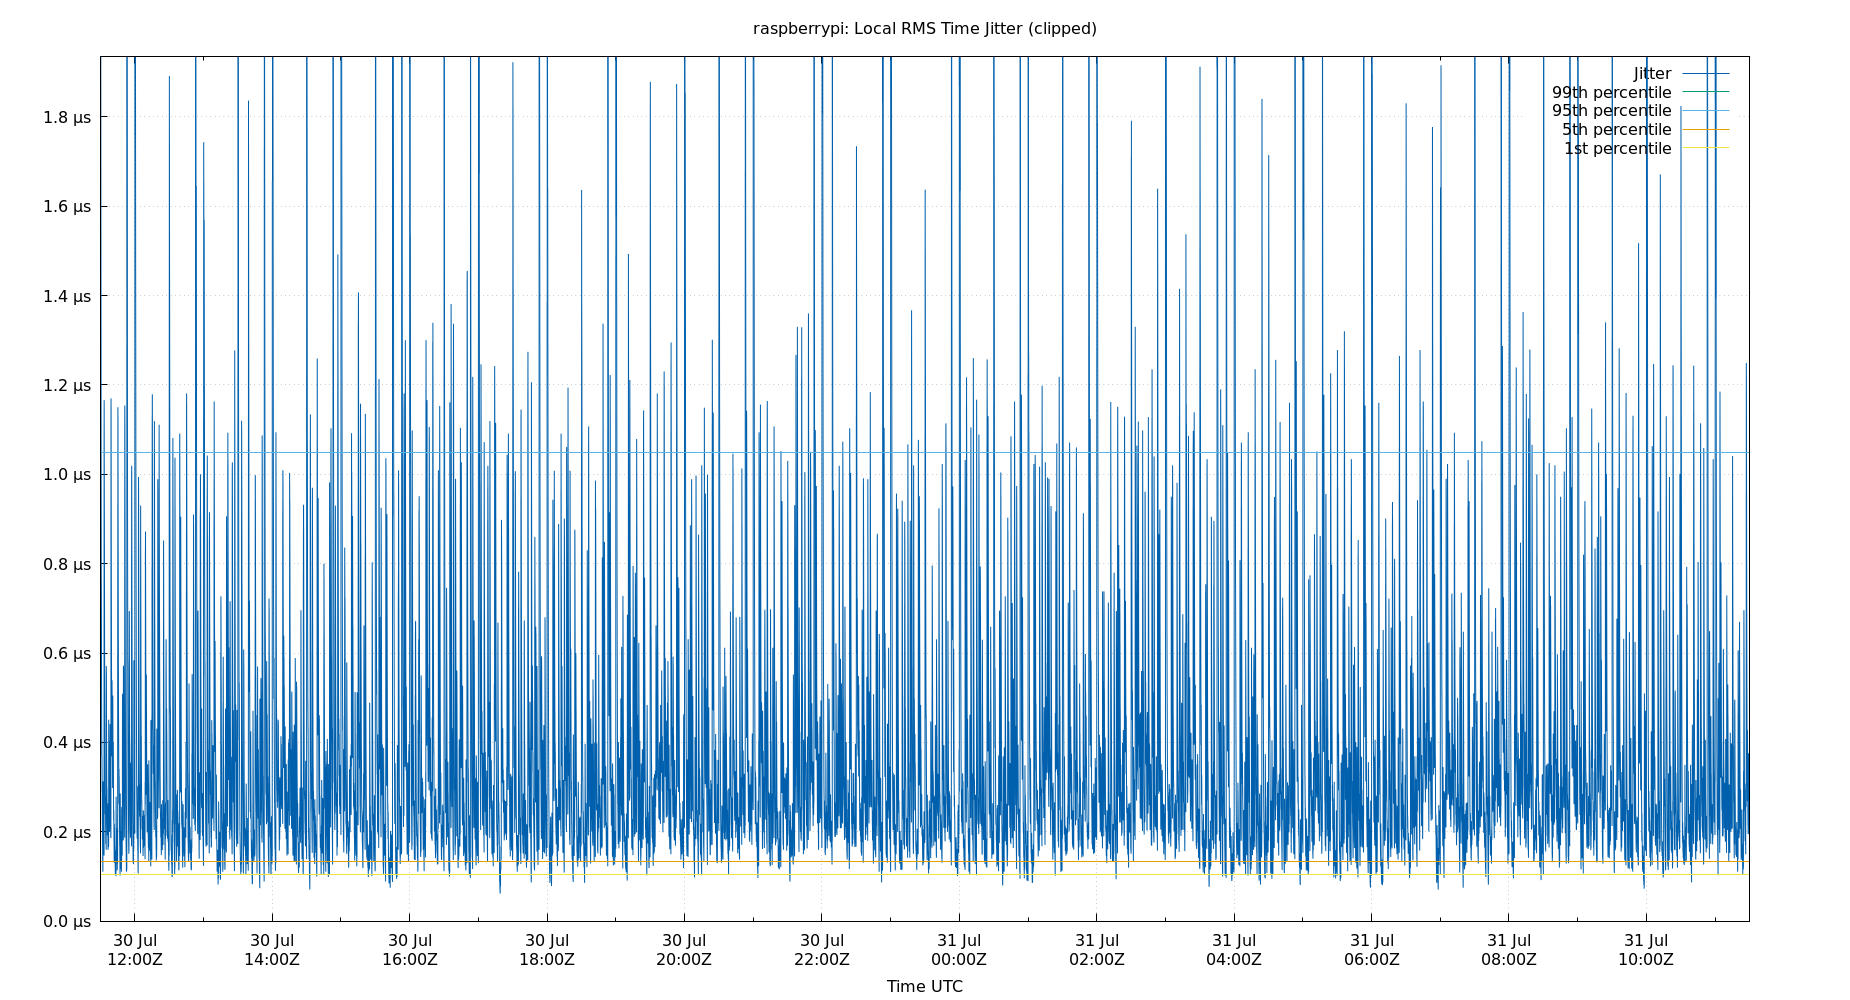 raspberrypi: Local RMS Time Jitter (clipped)
Jitter
99th percentile
95th percentile
5th percentile
1st percentile
1.8 µs
1.6 µs
1.4 µs
1.2 µs
1.0 µs
0.8 µs
0.6 µs
0.4 µs
0.2 µs
0.0 µs
30 Jul 30 Jul 30 Jul 30 Jul 30 Jul 30 Jul 31 Jul 31 Jul 31 Jul 31 Jul 31 Jul 31 Jul
12:00Z 14:00Z 16:00Z 18:00Z 20:00Z 22:00Z 00:00Z 02:00Z 04:00Z 06:00Z 08:00Z 10:00Z
Time UTC